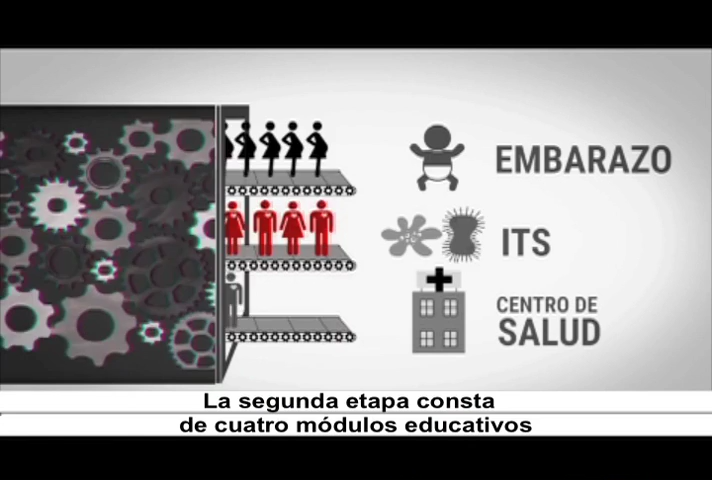 EMBARAZO
ITS
CENTRO DE
SALUD
La segunda etapa consta
de cuatro módulos educativos